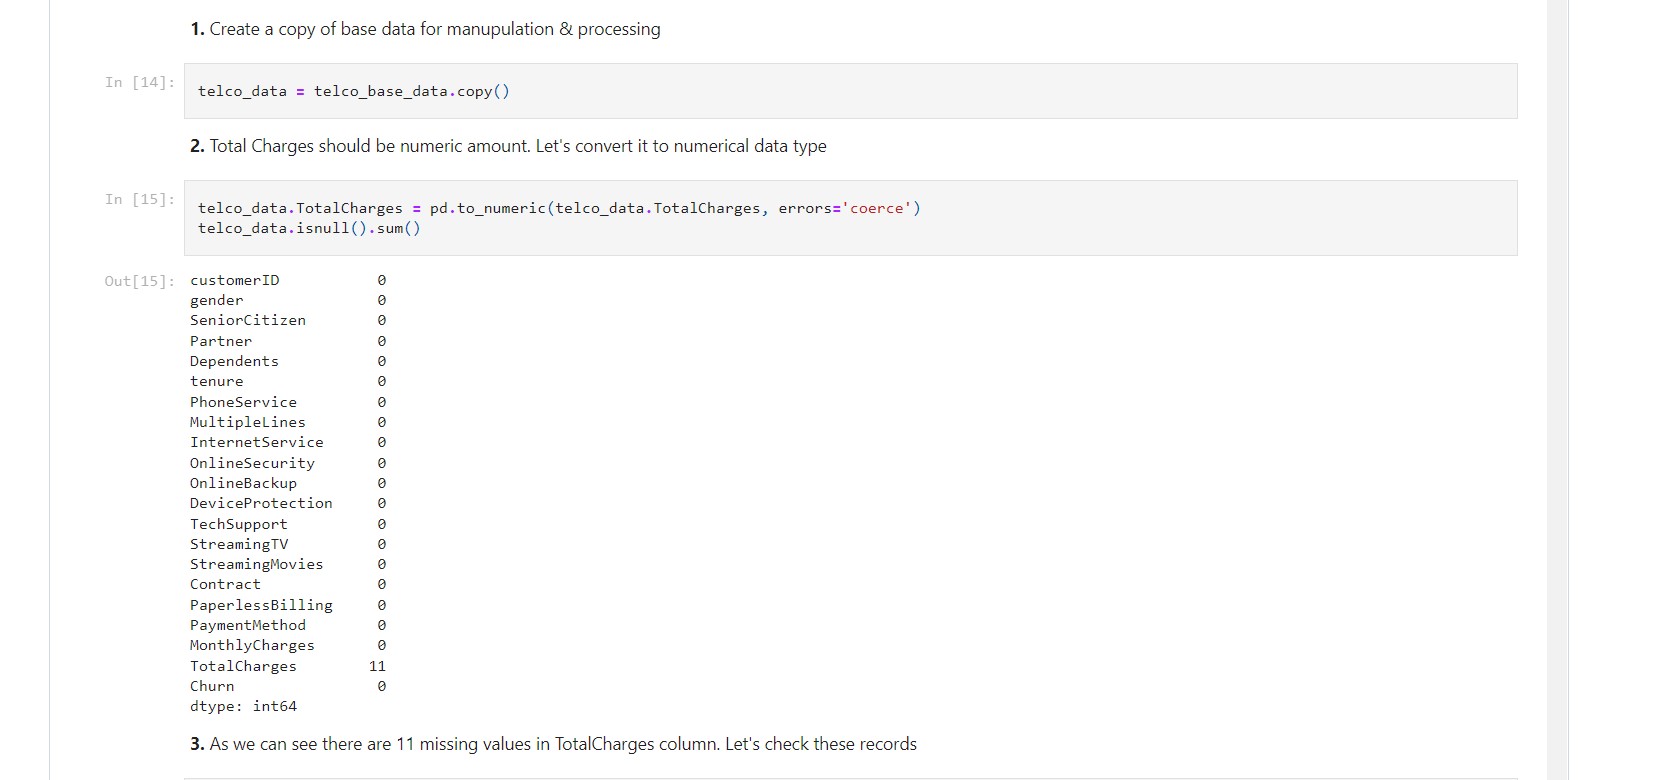 1. Create a copy of base data for manupulation & processing
In [14]:
telco_data = telco_base_data.copy()
2. Total Charges should be numeric amount. Let's convert it to numerical data type
In [15]:
telco_data.TotalCharges = pd.to_numeric(telco_data.TotalCharges, errors='coerce')
telco_data.isnull().sum()
Out[15]:
customerID 0
gender 0
SeniorCitizen 0
Partner 0
Dependents 0
tenure 0
PhoneService 0
MultipleLines 0
InternetService 0
OnlineSecurity 0
OnlineBackup 0
DeviceProtection 0
TechSupport 0
StreamingTV 0
StreamingMovies 0
Contract 0
PaperlessBilling 0
PaymentMethod 0
MonthlyCharges 0
TotalCharges 11
Churn 0
dtype: int64
3. As we can see there are 11 missing values in TotalCharges column. Let's check these records